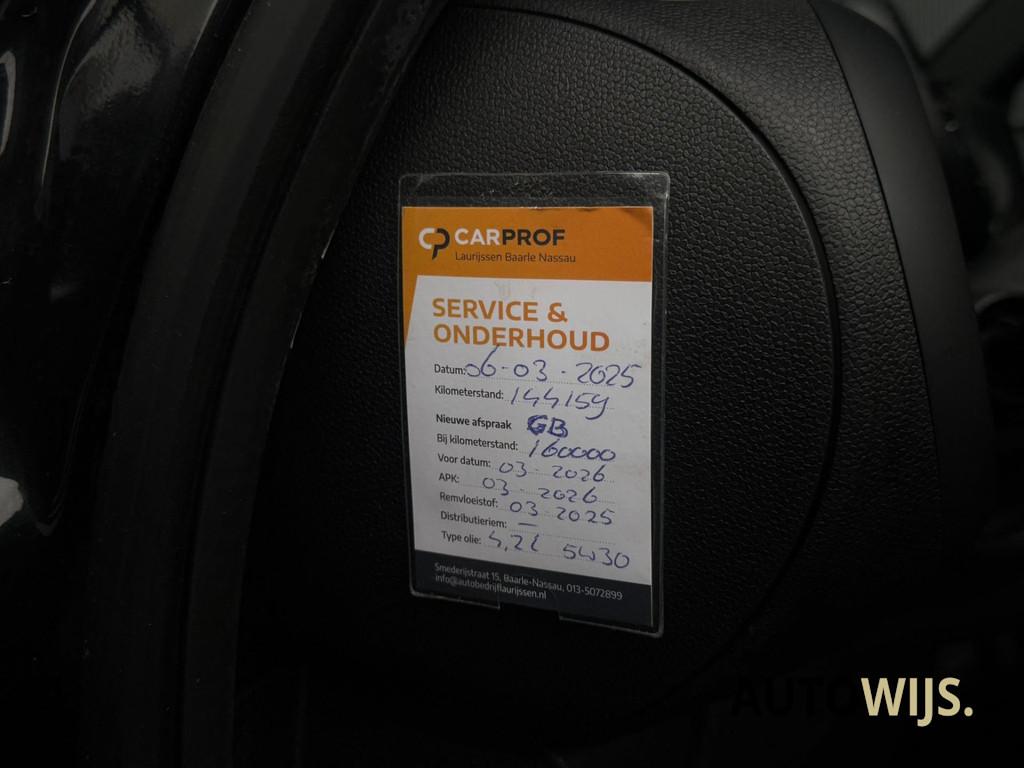 CP CARPROF
Laurijssen Baarle Nassau
SERVICE &
ONDERHOUD
Datum: 06-03-2025
Kilometerstand: 144159
Nieuwe afspraak GB
Bij kilometerstand: 160000
Voor datum: 03-2026
APK: 03-2026
Remvloeistof: 03-2025
Distributieriem: —
Type olie: 4,2l 5w30
Smederijstraat 15, Baarle-Nassau, 013-5072899
info@autobedrijflaurijssen.nl
AUTOWIJS.